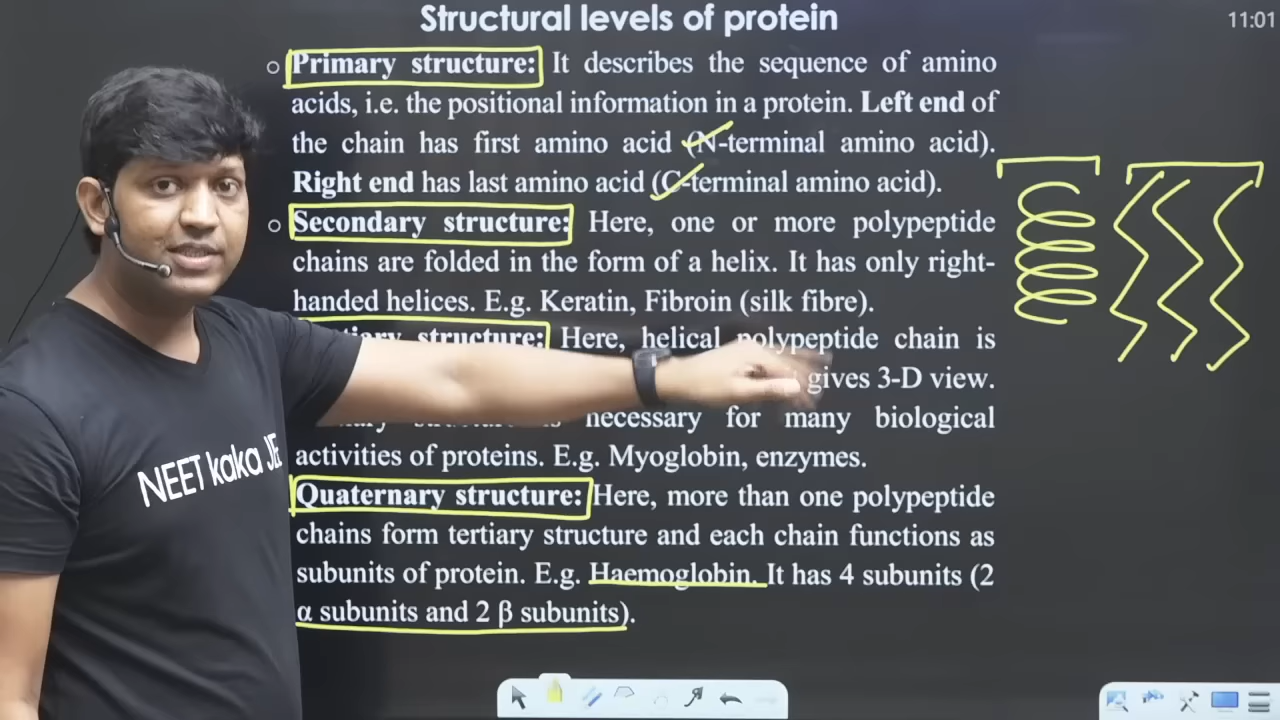 Structural levels of protein
11:01
Primary structure: It describes the sequence of amino
acids, i.e. the positional information in a protein. Left end of
the chain has first amino acid (N-terminal amino acid).
Right end has last amino acid (C-terminal amino acid).
Secondary structure: Here, one or more polypeptide
chains are folded in the form of a helix. It has only right-
handed helices. E.g. Keratin, Fibroin (silk fibre).
structure: Here, helical polypeptide chain is
gives 3-D view.
necessary for many biological
activities of proteins. E.g. Myoglobin, enzymes.
Quaternary structure: Here, more than one polypeptide
chains form tertiary structure and each chain functions as
subunits of protein. E.g. Haemoglobin. It has 4 subunits (2
α subunits and 2 β subunits).
NEET kaka JEE